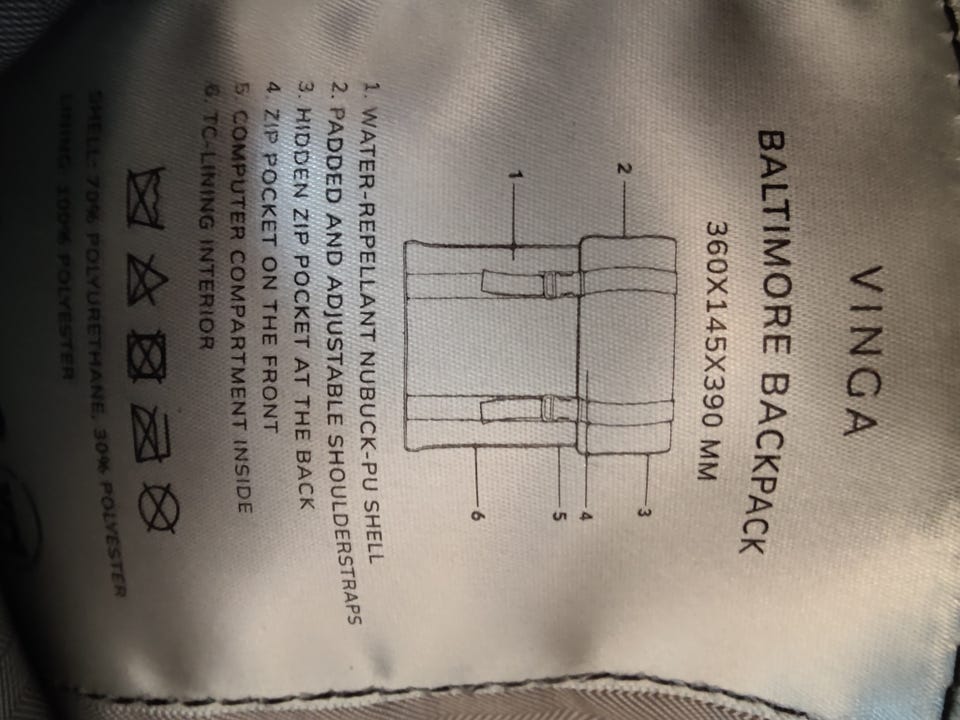 VINGA
BALTIMORE BACKPACK
360X145X390 MM
2
1
3
4
5
6
1. WATER-REPELLANT NUBUCK-PU SHELL
2. PADDED AND ADJUSTABLE SHOULDERSTRAPS
3. HIDDEN ZIP POCKET AT THE BACK
4. ZIP POCKET ON THE FRONT
5. COMPUTER COMPARTMENT INSIDE
6. TC-LINING INTERIOR
SHELL: 70% POLYURETHANE, 30% POLYESTER
LINING: 100% POLYESTER